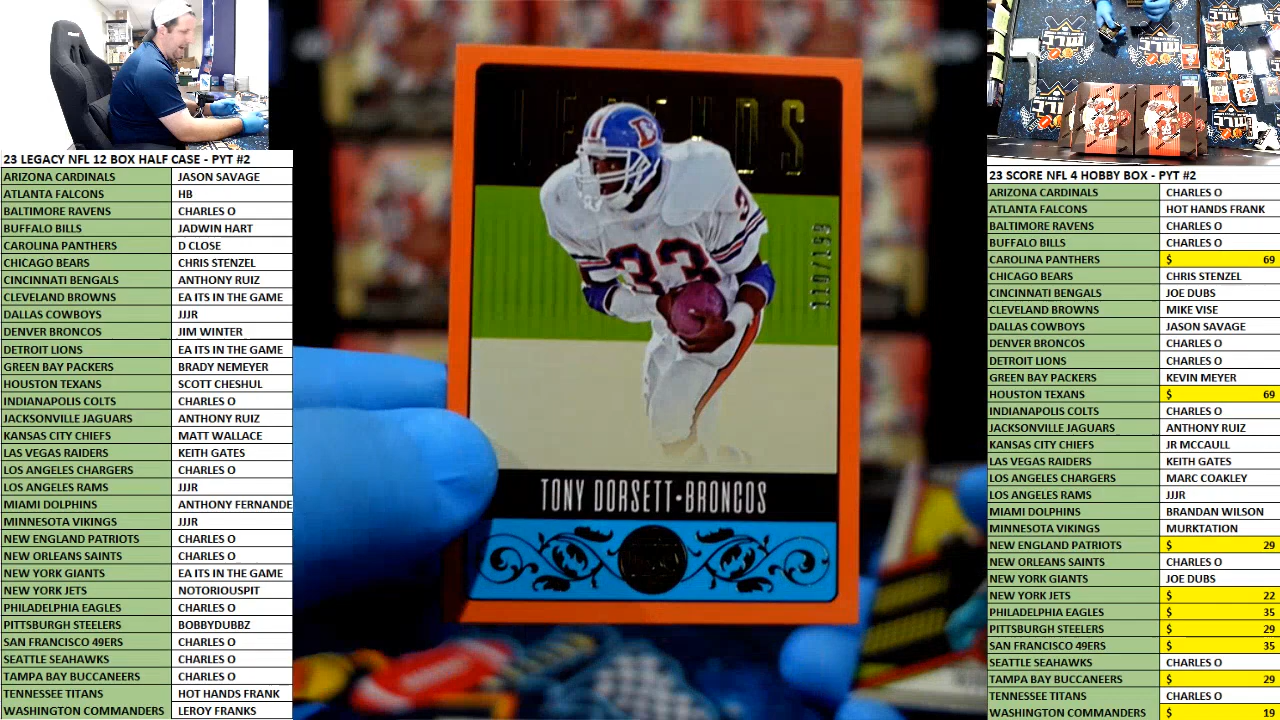 23 LEGACY NFL 12 BOX HALF CASE - PYT #2
ARIZONA CARDINALS JASON SAVAGE
ATLANTA FALCONS HB
BALTIMORE RAVENS CHARLES O
BUFFALO BILLS JADWIN HART
CAROLINA PANTHERS D CLOSE
CHICAGO BEARS CHRIS STENZEL
CINCINNATI BENGALS ANTHONY RUIZ
CLEVELAND BROWNS EA ITS IN THE GAME
DALLAS COWBOYS JJJR
DENVER BRONCOS JIM WINTER
DETROIT LIONS EA ITS IN THE GAME
GREEN BAY PACKERS BRADY NEMEYER
HOUSTON TEXANS SCOTT CHESHUL
INDIANAPOLIS COLTS CHARLES O
JACKSONVILLE JAGUARS ANTHONY RUIZ
KANSAS CITY CHIEFS MATT WALLACE
LAS VEGAS RAIDERS KEITH GATES
LOS ANGELES CHARGERS CHARLES O
LOS ANGELES RAMS JJJR
MIAMI DOLPHINS ANTHONY FERNANDE
MINNESOTA VIKINGS JJJR
NEW ENGLAND PATRIOTS CHARLES O
NEW ORLEANS SAINTS CHARLES O
NEW YORK GIANTS EA ITS IN THE GAME
NEW YORK JETS NOTORIOUSPIT
PHILADELPHIA EAGLES CHARLES O
PITTSBURGH STEELERS BOBBYDUBBZ
SAN FRANCISCO 49ERS CHARLES O
SEATTLE SEAHAWKS CHARLES O
TAMPA BAY BUCCANEERS CHARLES O
TENNESSEE TITANS HOT HANDS FRANK
WASHINGTON COMMANDERS LEROY FRANKS
LEGENDS
D
33
3
110/199
TONY DORSETT•BRONCOS
23 SCORE NFL 4 HOBBY BOX - PYT #2
ARIZONA CARDINALS CHARLES O
ATLANTA FALCONS HOT HANDS FRANK
BALTIMORE RAVENS CHARLES O
BUFFALO BILLS CHARLES O
CAROLINA PANTHERS $ 69
CHICAGO BEARS CHRIS STENZEL
CINCINNATI BENGALS JOE DUBS
CLEVELAND BROWNS MIKE VISE
DALLAS COWBOYS JASON SAVAGE
DENVER BRONCOS CHARLES O
DETROIT LIONS CHARLES O
GREEN BAY PACKERS KEVIN MEYER
HOUSTON TEXANS $ 69
INDIANAPOLIS COLTS CHARLES O
JACKSONVILLE JAGUARS ANTHONY RUIZ
KANSAS CITY CHIEFS JR MCCAULL
LAS VEGAS RAIDERS KEITH GATES
LOS ANGELES CHARGERS MARC COAKLEY
LOS ANGELES RAMS JJJR
MIAMI DOLPHINS BRANDAN WILSON
MINNESOTA VIKINGS MURKTATION
NEW ENGLAND PATRIOTS $ 29
NEW ORLEANS SAINTS CHARLES O
NEW YORK GIANTS JOE DUBS
NEW YORK JETS $ 22
PHILADELPHIA EAGLES $ 35
PITTSBURGH STEELERS $ 29
SAN FRANCISCO 49ERS $ 35
SEATTLE SEAHAWKS CHARLES O
TAMPA BAY BUCCANEERS $ 29
TENNESSEE TITANS CHARLES O
WASHINGTON COMMANDERS $ 19